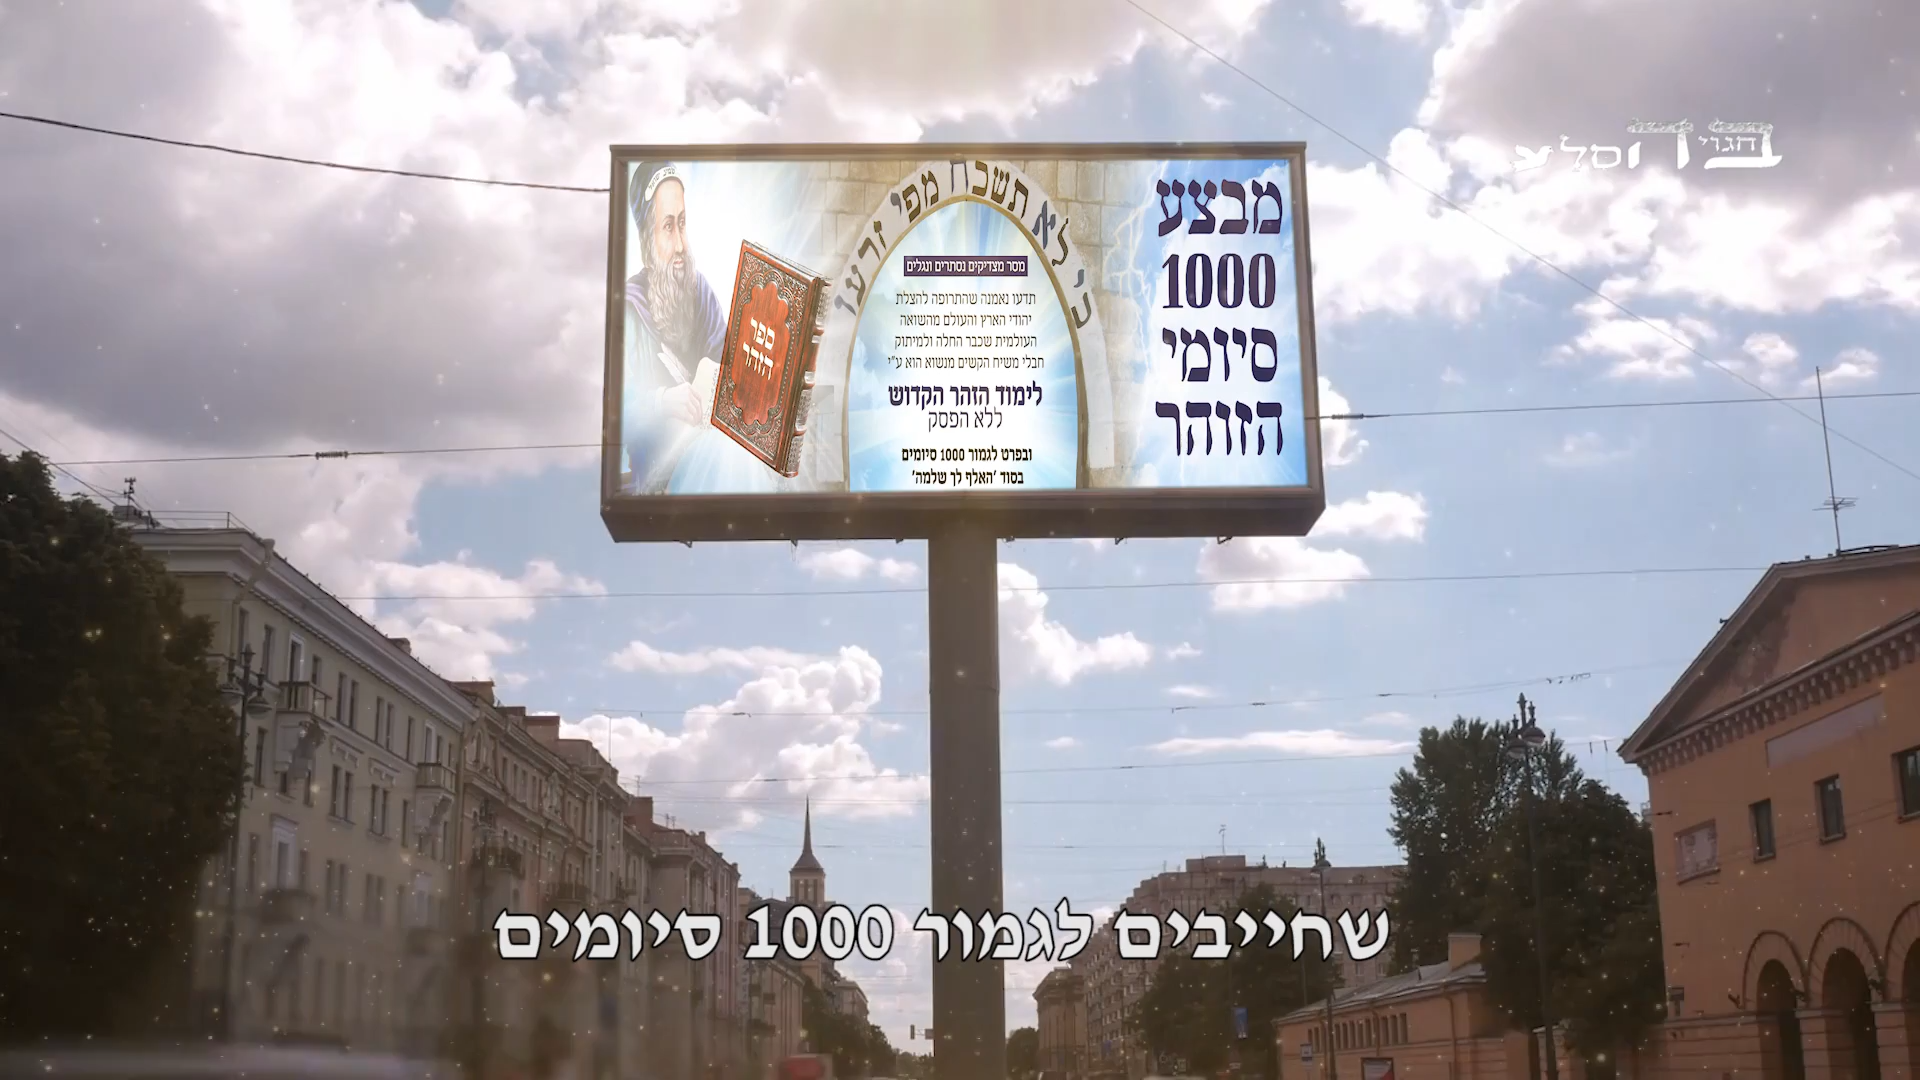 בחגוי הסלע
מבצע
1000
סיומי
הזוהר
כי לא תשכח מפי זרעו
מסר מצדיקים נסתרים ונגלים
תדעו נאמנה שהתרופה להצלת
יהודי הארץ והעולם מהשואה
העולמית שכבר החלה ולמיתוק
חבלי משיח הקשים מנשוא הוא ע"י
לימוד הזהר הקדוש
ללא הפסק
ובפרט לגמור 1000 סיומים
בסוד 'האלף לך שלמה'
ספר
הזהר
שחייבים לגמור 1000 סיומים